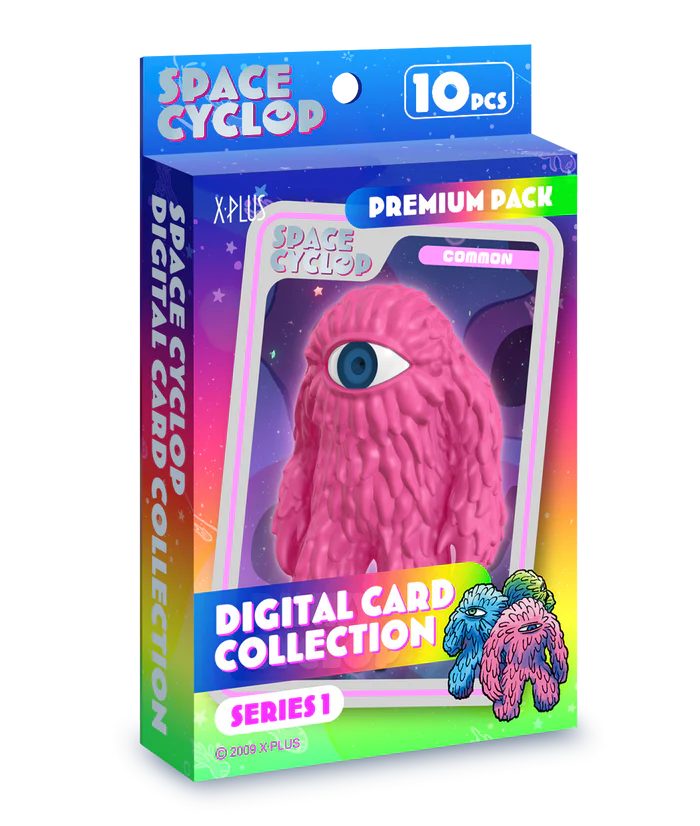 SPACE
CYCLOP
10PCS
X·PLUS
PREMIUM PACK
SPACE
CYCLOP
COMMON
SPACE CYCLOP
DIGITAL CARD COLLECTION
DIGITAL CARD
COLLECTION
SERIES 1
© 2009 X·PLUS